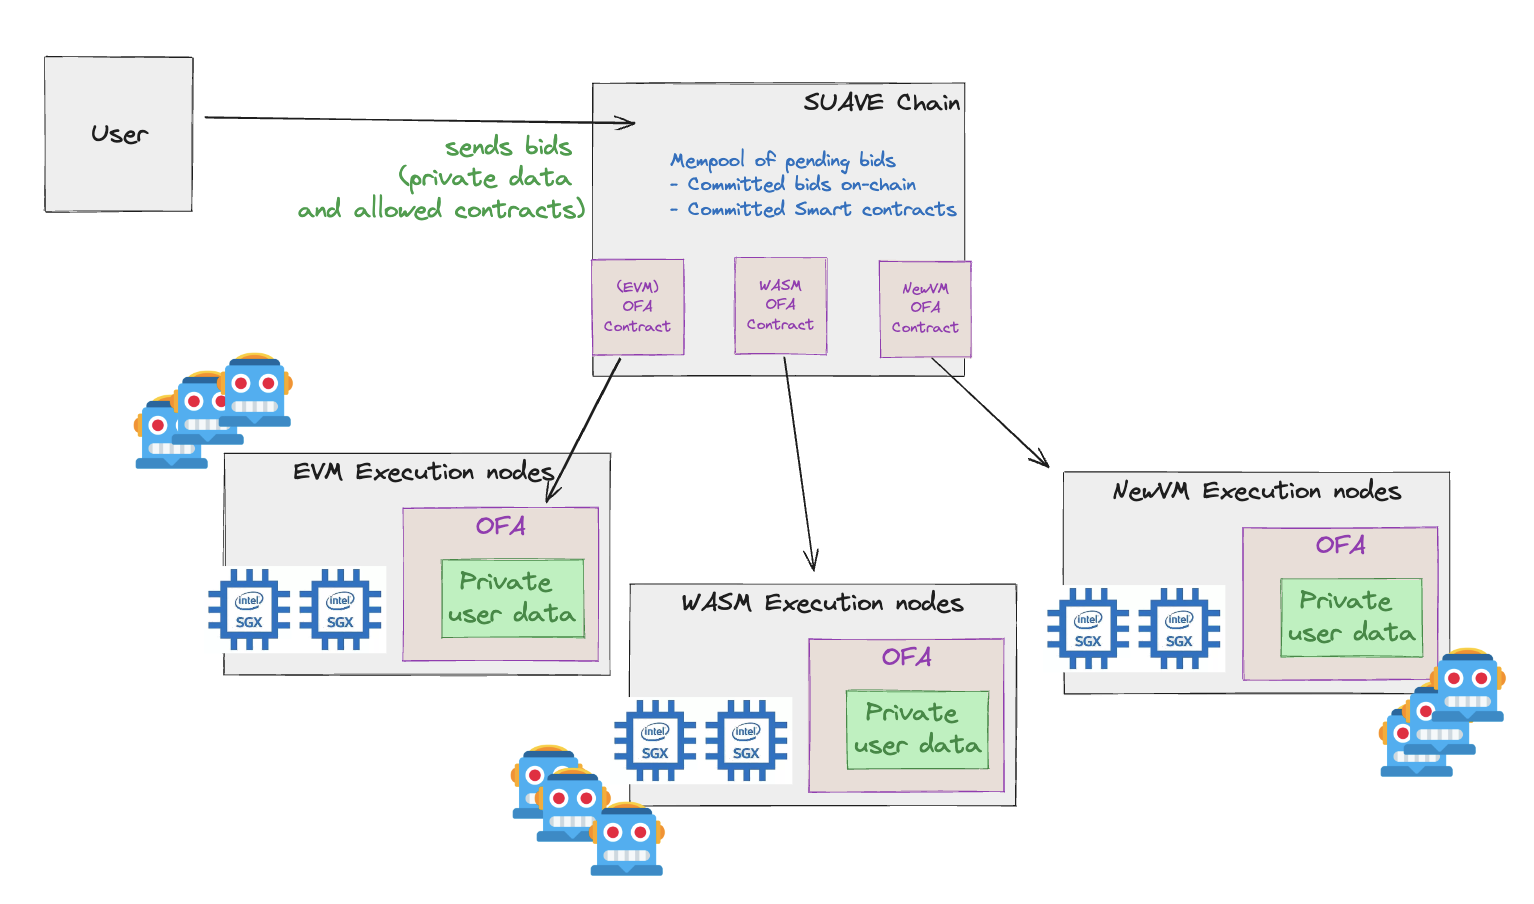 User
sends bids
(private data
and allowed contracts)
SUAVE Chain
Mempool of pending bids
- Committed bids on-chain
- Committed Smart contracts
(EVM)
OFA
Contract
WASM
OFA
Contract
NewVM
OFA
Contract
EVM Execution nodes
OFA
Private
user data
intel
SGX
intel
SGX
WASM Execution nodes
OFA
Private
user data
intel
SGX
intel
SGX
NewVM Execution nodes
OFA
Private
user data
intel
SGX
intel
SGX